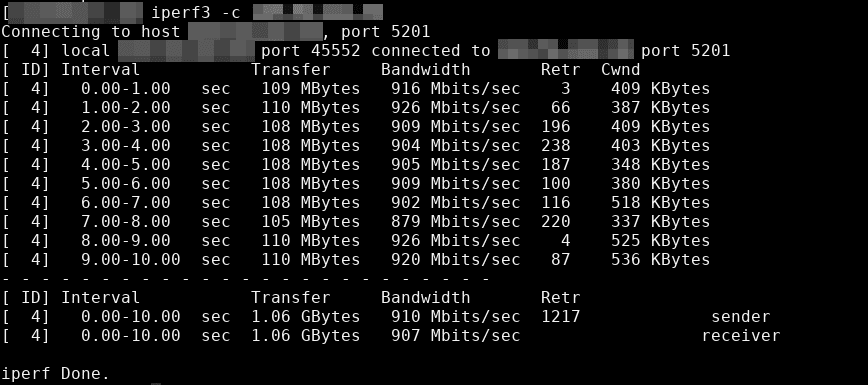 [ iperf3 -c
Connecting to host , port 5201
[  4] local  port 45552 connected to  port 5201
[ ID] Interval           Transfer     Bandwidth       Retr  Cwnd
[  4]   0.00-1.00   sec   109 MBytes   916 Mbits/sec    3    409 KBytes
[  4]   1.00-2.00   sec   110 MBytes   926 Mbits/sec   66    387 KBytes
[  4]   2.00-3.00   sec   108 MBytes   909 Mbits/sec  196    409 KBytes
[  4]   3.00-4.00   sec   108 MBytes   904 Mbits/sec  238    403 KBytes
[  4]   4.00-5.00   sec   108 MBytes   905 Mbits/sec  187    348 KBytes
[  4]   5.00-6.00   sec   108 MBytes   909 Mbits/sec  100    380 KBytes
[  4]   6.00-7.00   sec   108 MBytes   902 Mbits/sec  116    518 KBytes
[  4]   7.00-8.00   sec   105 MBytes   879 Mbits/sec  220    337 KBytes
[  4]   8.00-9.00   sec   110 MBytes   926 Mbits/sec    4    525 KBytes
[  4]   9.00-10.00  sec   110 MBytes   920 Mbits/sec   87    536 KBytes
- - - - - - - - - - - - - - - - - - - - - - - - -
[ ID] Interval           Transfer     Bandwidth       Retr
[  4]   0.00-10.00  sec  1.06 GBytes   910 Mbits/sec  1217             sender
[  4]   0.00-10.00  sec  1.06 GBytes   907 Mbits/sec                  receiver

iperf Done.